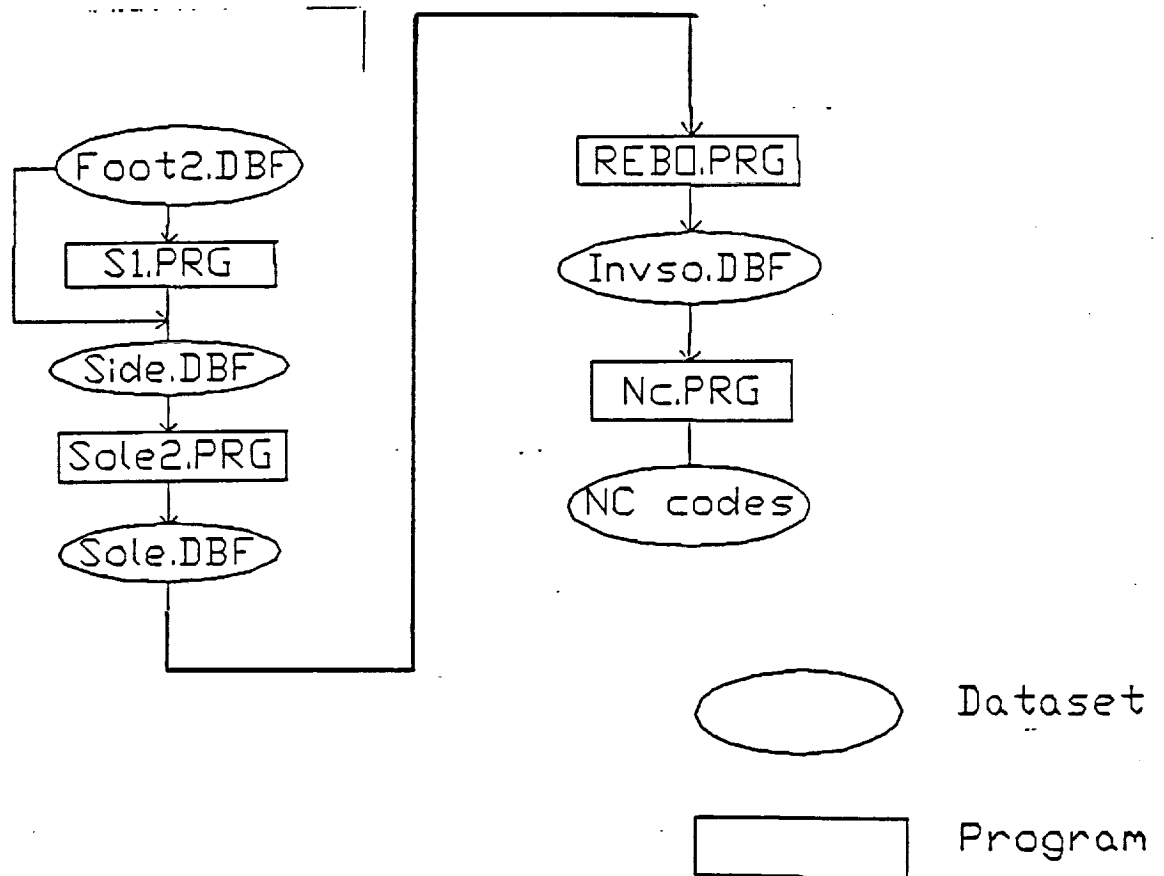 Foot2.DBF
S1.PRG
Side.DBF
Sole2.PRG
Sole.DBF
REBO.PRG
Invso.DBF
Nc.PRG
NC codes
Dataset
Program